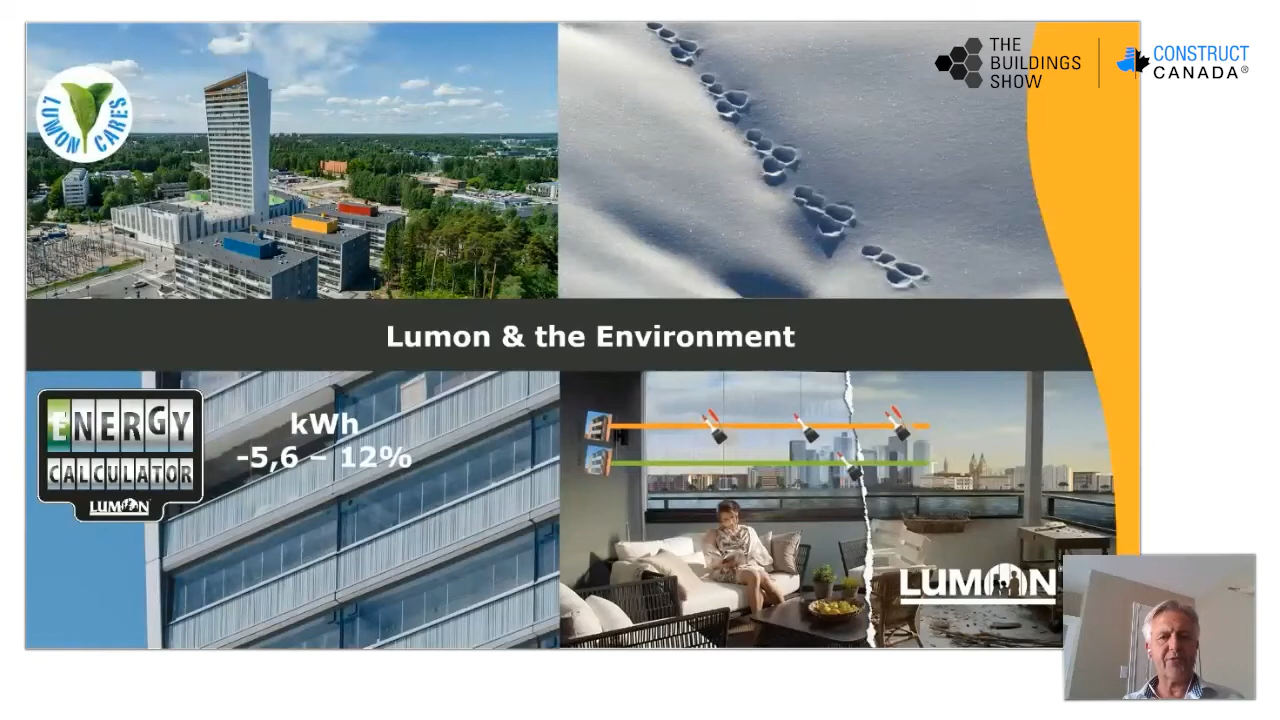 THE
BUILDINGS
SHOW
CONSTRUCT
CANADA®
LUMON CARES
Lumon & the Environment
ENERGY
CALCULATOR
LUMON
kWh
-5,6 – 12%
LUMON